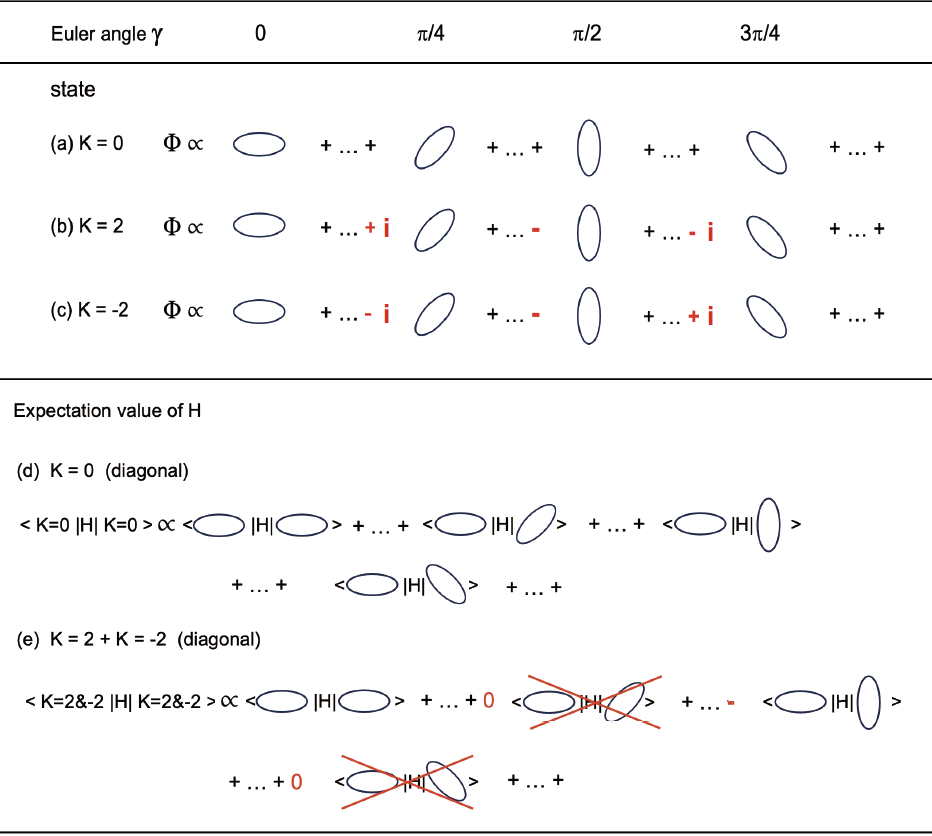 Euler angle γ 0 π/4 π/2 3π/4
state
(a) K = 0 Φ ∝ + ... + + ... + + ... + + ... +
(b) K = 2 Φ ∝ + ... + i + ... - + ... - i + ... +
(c) K = -2 Φ ∝ + ... - i + ... - + ... + i + ... +
Expectation value of H
(d) K = 0 (diagonal)
< K=0 |H| K=0 > ∝ < |H| > + ... + < |H| > + ... + < |H| >
+ ... + < |H| > + ... +
(e) K = 2 + K = -2 (diagonal)
< K=2&-2 |H| K=2&-2 > ∝ < |H| > + ... + 0 < |H| > + ... - < |H| >
+ ... + 0 < |H| > + ... +